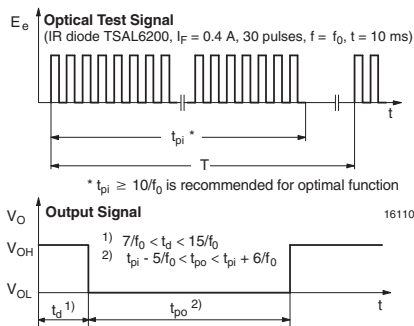 E_e Optical Test Signal
(IR diode TSAL6200, I_F = 0.4 A, 30 pulses, f = f_0, t = 10 ms)
t
t_pi *
T
* t_pi ≥ 10/f_0 is recommended for optimal function
V_O Output Signal 16110
V_OH
1) 7/f_0 < t_d < 15/f_0
2) t_pi - 5/f_0 < t_po < t_pi + 6/f_0
V_OL
t_d 1) t_po 2) t